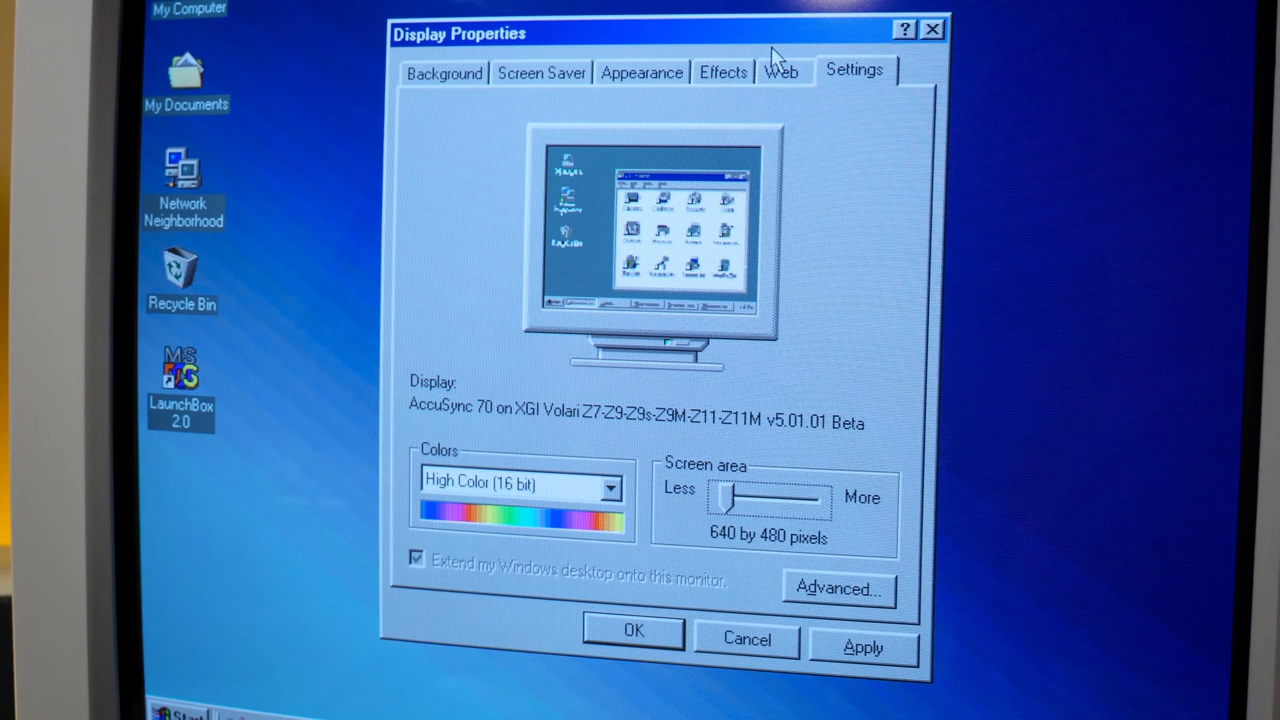 My Computer
My Documents
Network
Neighborhood
Recycle Bin
MS
LaunchBox
2.0
Start
Display Properties
?
Background
Screen Saver
Appearance
Effects
Web
Settings
Display:
AccuSync 70 on XGI Volari Z7-Z9-Z9s-Z9M-Z11-Z11M v5.01.01 Beta
Colors
High Color (16 bit)
Screen area
Less
More
640 by 480 pixels
Extend my Windows desktop onto this monitor.
Advanced...
OK
Cancel
Apply